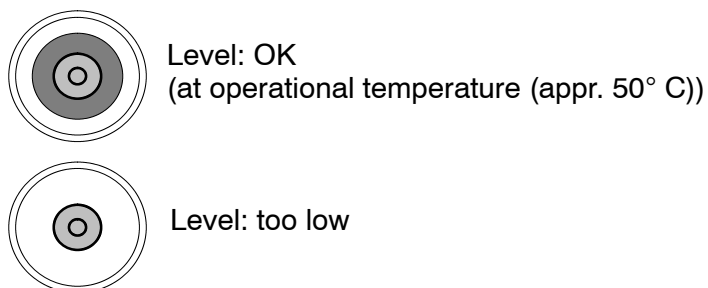 Level: OK
(at operational temperature (appr. 50° C))
Level: too low